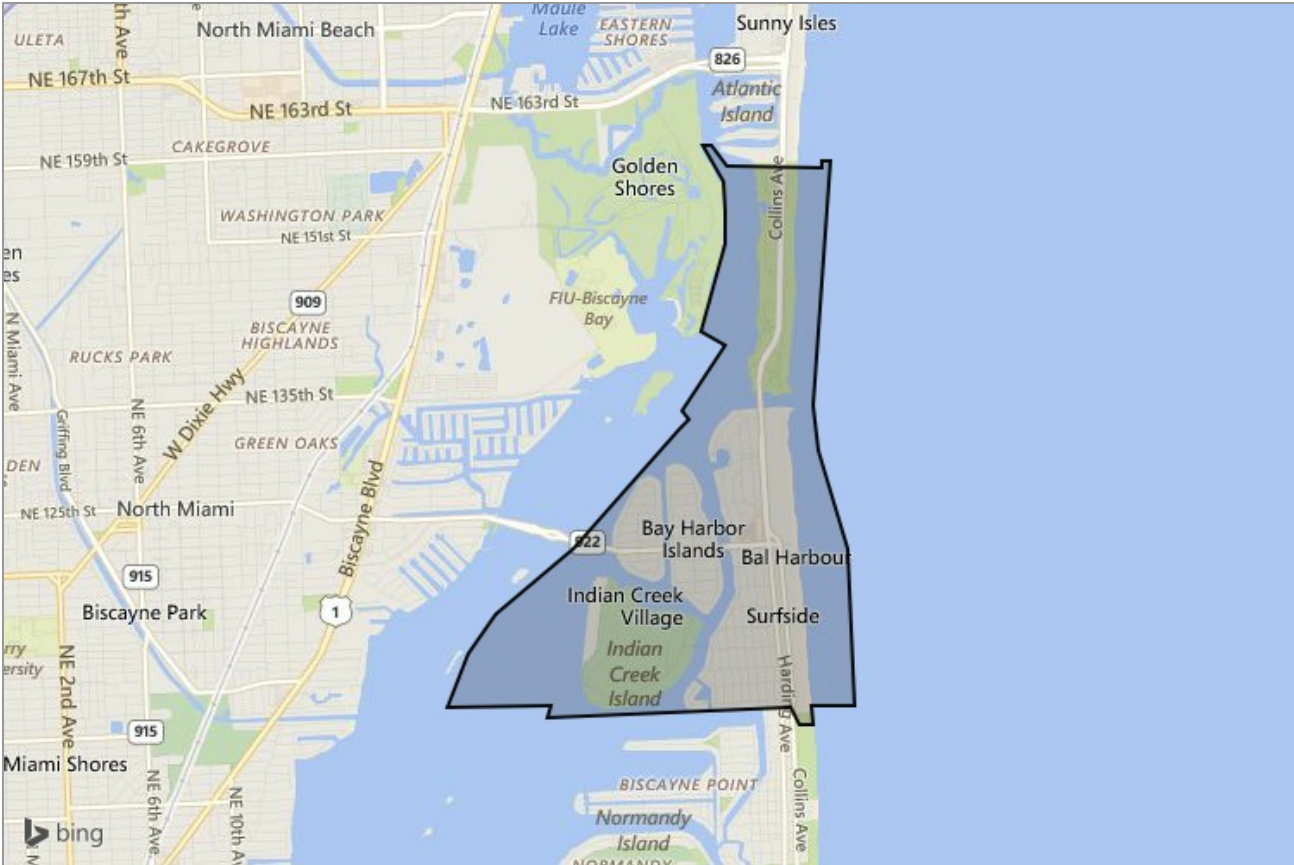 Maule
Lake
EASTERN
SHORES
Sunny Isles
ULETA
North Miami Beach
826
NE 167th St
Atlantic
Island
NE 163rd St
NE 163rd St
CAKEGROVE
NE 159th St
Golden
Shores
Collins Ave
WASHINGTON PARK
NE 151st St
909
FIU-Biscayne
Bay
BISCAYNE
HIGHLANDS
N Miami Ave
RUCKS PARK
W Dixie Hwy
NE 135th St
NE 6th Ave
Griffing Blvd
GREEN OAKS
Biscayne Blvd
NE 125th St
North Miami
922
Bay Harbor
Islands
Bal Harbour
915
Biscayne Park
1
Indian Creek
Village
Surfside
Indian
Creek
Island
NE 2nd Ave
Harding Ave
915
Miami Shores
NE 6th Ave
NE 10th Av
BISCAYNE POINT
Collins Ave
Normandy
Island
NORMANDY
bing